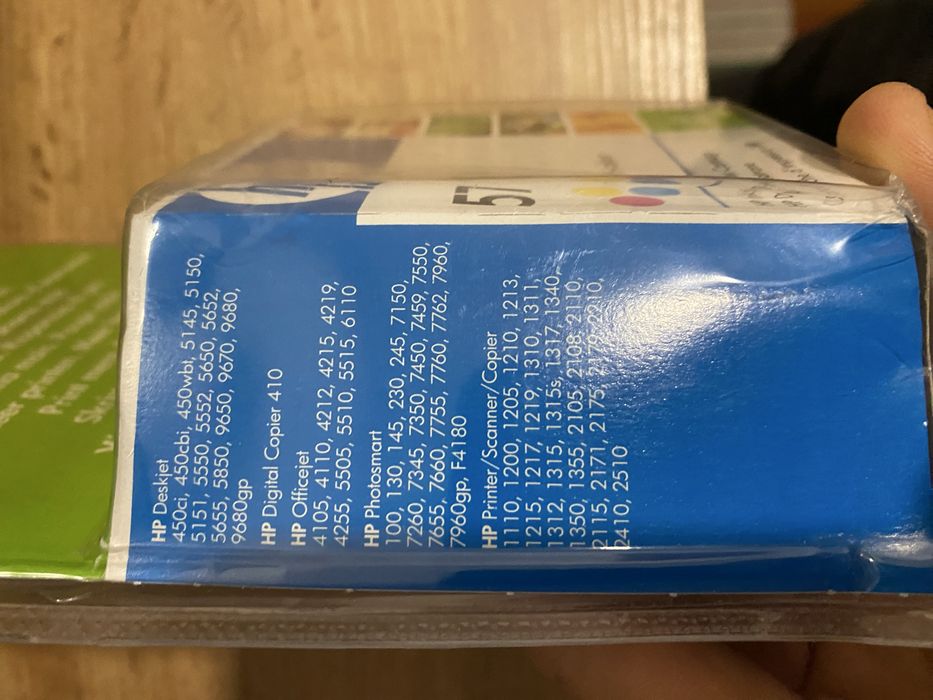 hp
57
HP Deskjet
450ci, 450cbi, 450wbt, 5145, 5150,
5151, 5550, 5552, 5650, 5652,
5655, 5850, 9650, 9670, 9680,
9680gp
HP Digital Copier 410
HP Officejet
4105, 4110, 4212, 4215, 4219,
4255, 5505, 5510, 5515, 6110
HP Photosmart
100, 130, 145, 230, 245, 7150,
7260, 7345, 7350, 7450, 7459, 7550,
7655, 7660, 7755, 7760, 7762, 7960,
7960gp, F4180
HP Printer/Scanner/Copier
1110, 1200, 1205, 1210, 1213,
1215, 1217, 1219, 1310, 1311,
1312, 1315, 1315s, 1317, 1340,
1350, 1355, 2105, 2108, 2110,
2115, 2171, 2175, 2179, 2210,
2410, 2510